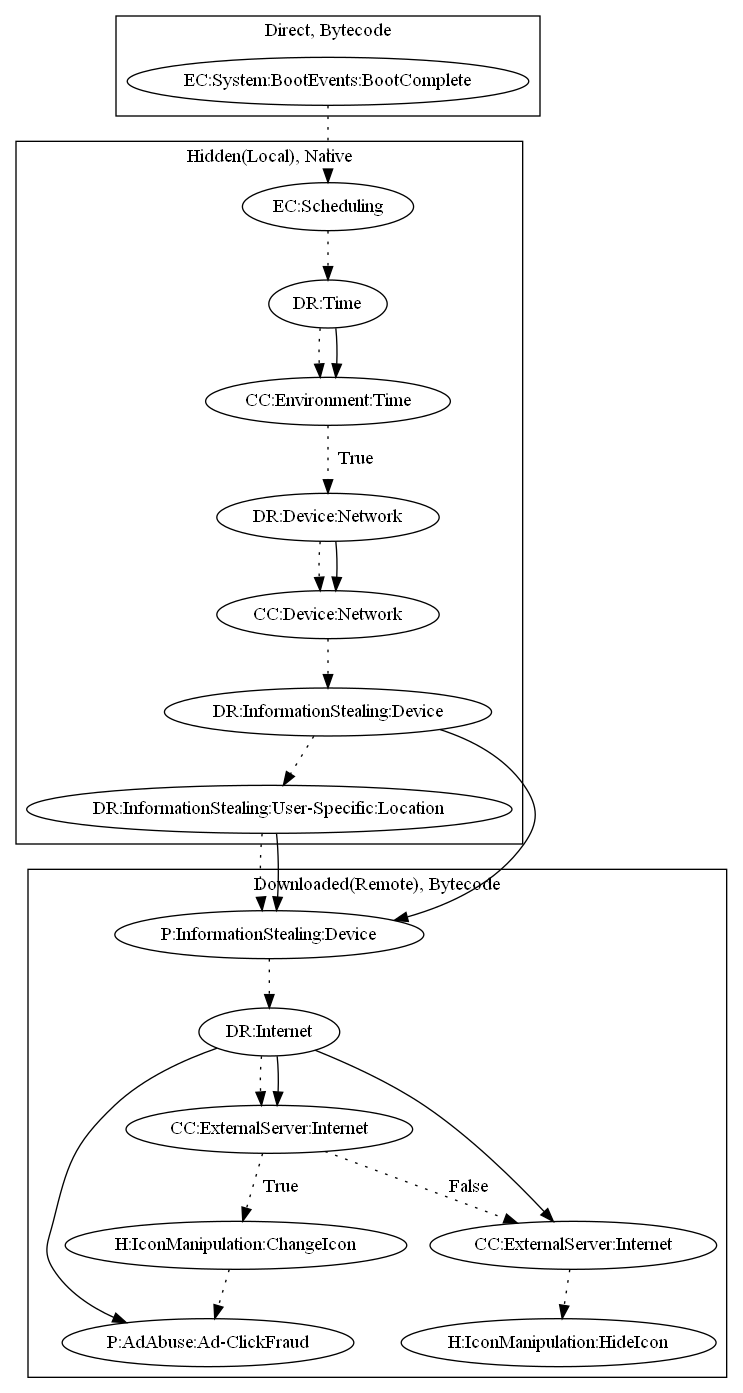 Direct, Bytecode
EC:System:BootEvents:BootComplete
Hidden(Local), Native
EC:Scheduling
DR:Time
CC:Environment:Time
True
DR:Device:Network
CC:Device:Network
DR:InformationStealing:Device
DR:InformationStealing:User-Specific:Location
Downloaded(Remote), Bytecode
P:InformationStealing:Device
DR:Internet
CC:ExternalServer:Internet
True
False
H:IconManipulation:ChangeIcon
CC:ExternalServer:Internet
P:AdAbuse:Ad-ClickFraud
H:IconManipulation:HideIcon